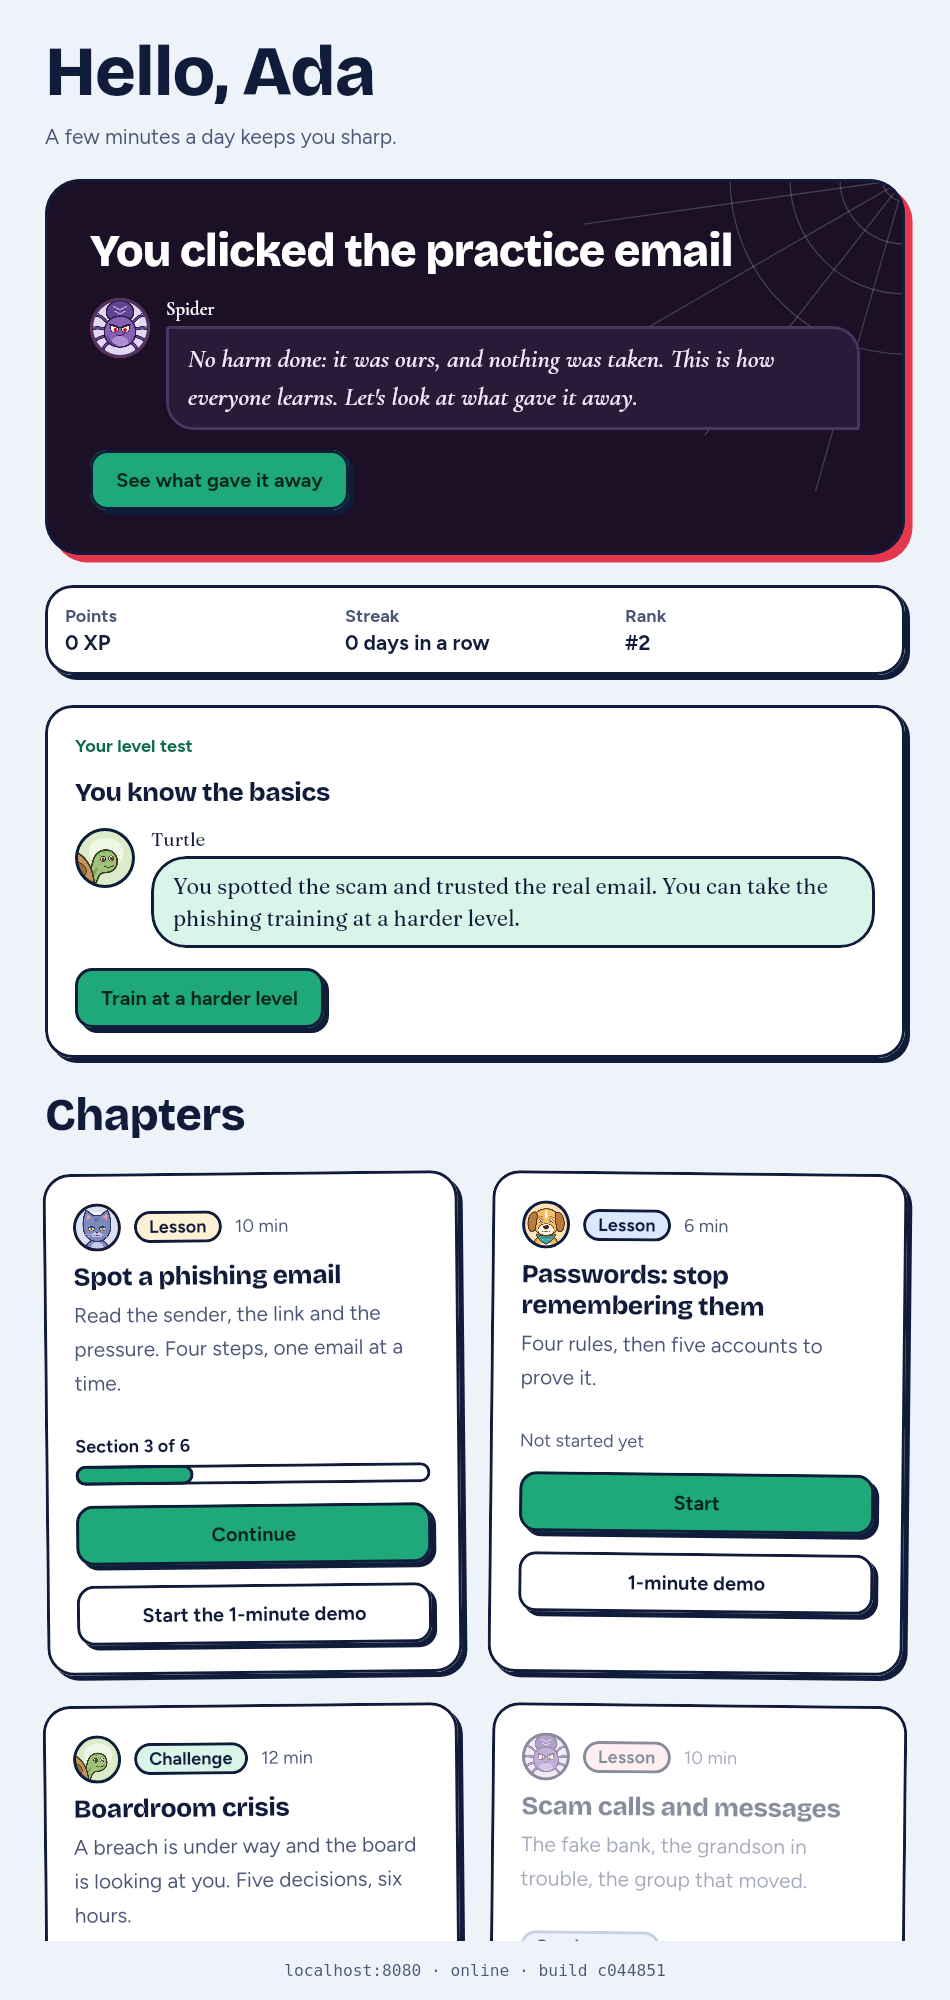 Hello, Ada
A few minutes a day keeps you sharp.
You clicked the practice email
Spider
No harm done: it was ours, and nothing was taken. This is how
everyone learns. Let's look at what gave it away.
See what gave it away
Points
0 XP
Streak
0 days in a row
Rank
#2
Your level test
You know the basics
Turtle
You spotted the scam and trusted the real email. You can take the
phishing training at a harder level.
Train at a harder level
Chapters
Lesson
10 min
Spot a phishing email
Read the sender, the link and the
pressure. Four steps, one email at a
time.
Section 3 of 6
Continue
Start the 1-minute demo
Lesson
6 min
Passwords: stop
remembering them
Four rules, then five accounts to
prove it.
Not started yet
Start
1-minute demo
Challenge
12 min
Boardroom crisis
A breach is under way and the board
is looking at you. Five decisions, six
hours.
Lesson
10 min
Scam calls and messages
The fake bank, the grandson in
trouble, the group that moved.
localhost:8080 · online · build c044851